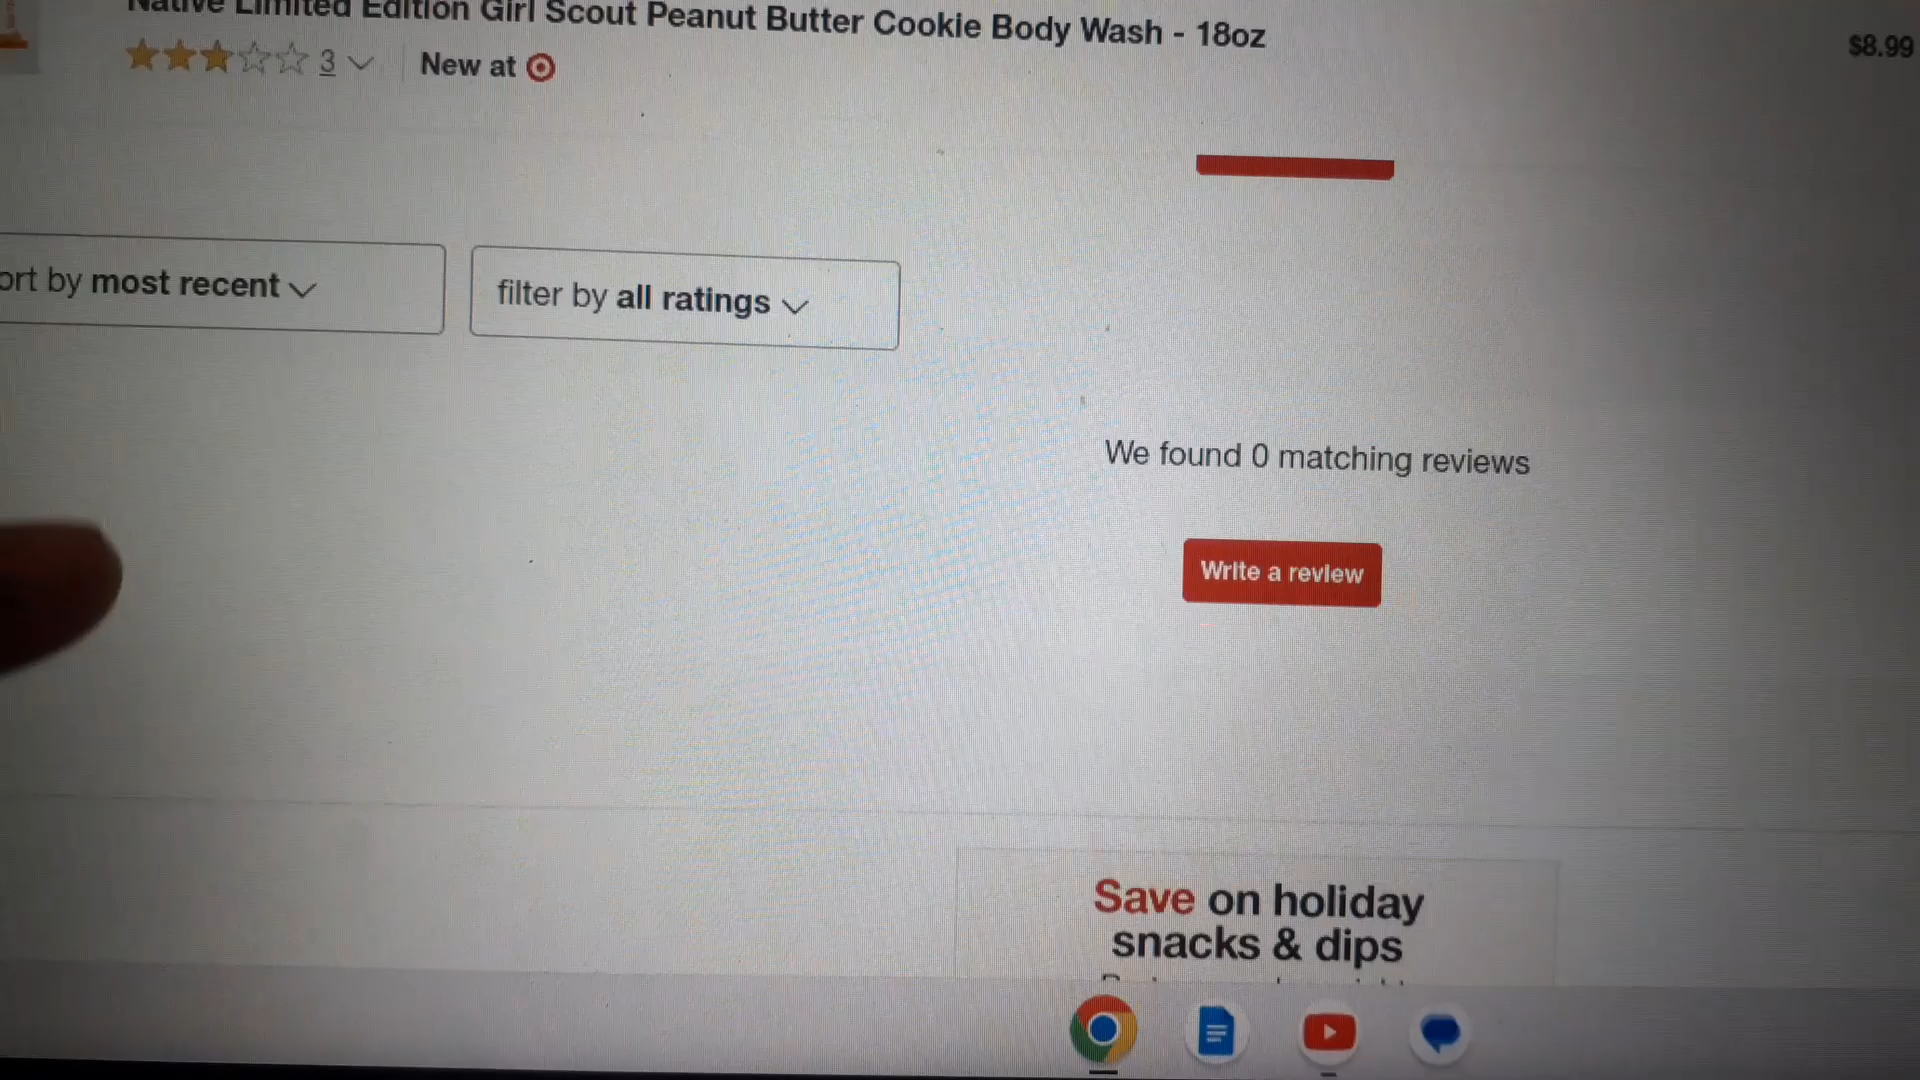 Native Limited Edition Girl Scout Peanut Butter Cookie Body Wash - 18oz
$8.99
3
New at
ort by most recent
filter by all ratings
We found 0 matching reviews
Write a review
Save on holiday
snacks & dips